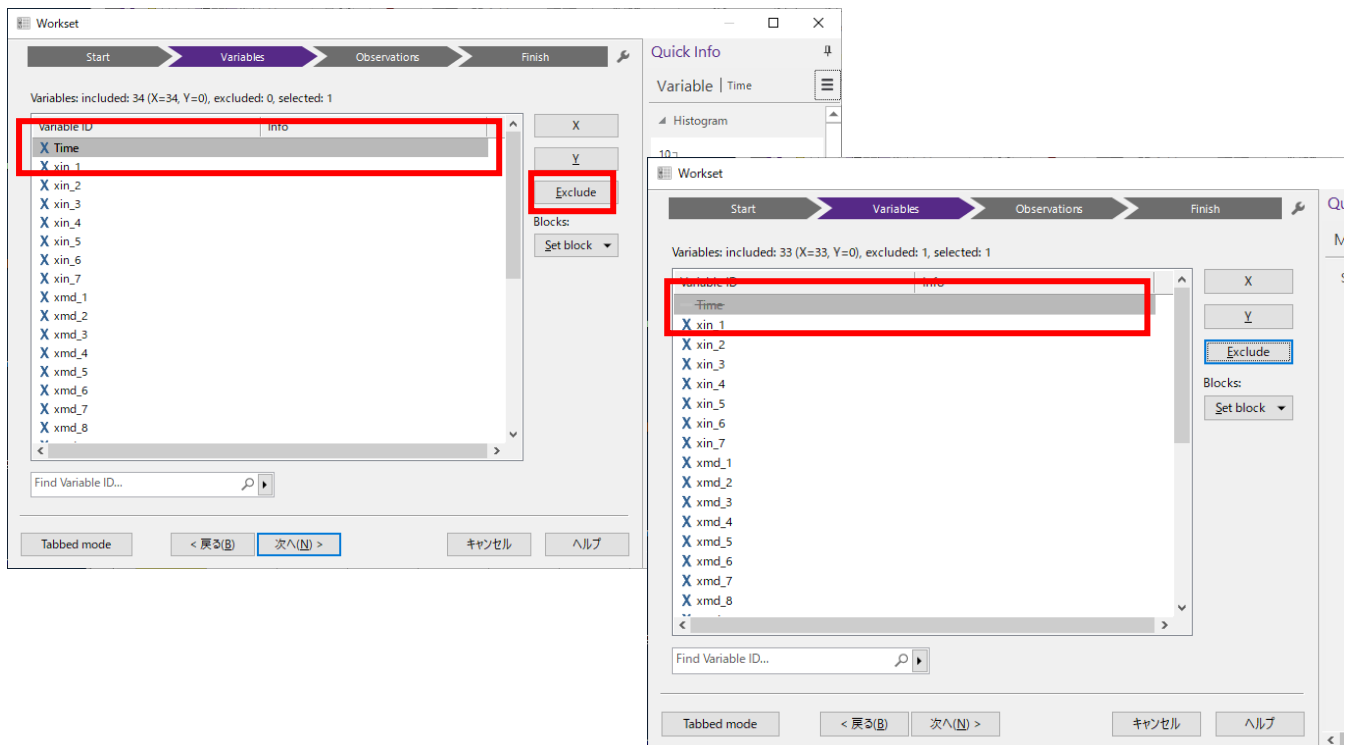 Workset
Start Variables Observations Finish
Variables: included: 34 (X=34, Y=0), excluded: 0, selected: 1
Variable ID Info
X Time
X xin_1
X xin_2
X xin_3
X xin_4
X xin_5
X xin_6
X xin_7
X xmd_1
X xmd_2
X xmd_3
X xmd_4
X xmd_5
X xmd_6
X xmd_7
X xmd_8
X
Y
Exclude
Blocks:
Set block
Find Variable ID...
Tabbed mode < 戻る(B) 次へ(N) > キャンセル ヘルプ
Quick Info
Variable | Time
Histogram
10
Workset
Start Variables Observations Finish
Variables: included: 33 (X=33, Y=0), excluded: 1, selected: 1
Variable ID Info
Time
X xin_1
X xin_2
X xin_3
X xin_4
X xin_5
X xin_6
X xin_7
X xmd_1
X xmd_2
X xmd_3
X xmd_4
X xmd_5
X xmd_6
X xmd_7
X xmd_8
X
Y
Exclude
Blocks:
Set block
Find Variable ID...
Tabbed mode < 戻る(B) 次へ(N) > キャンセル ヘルプ